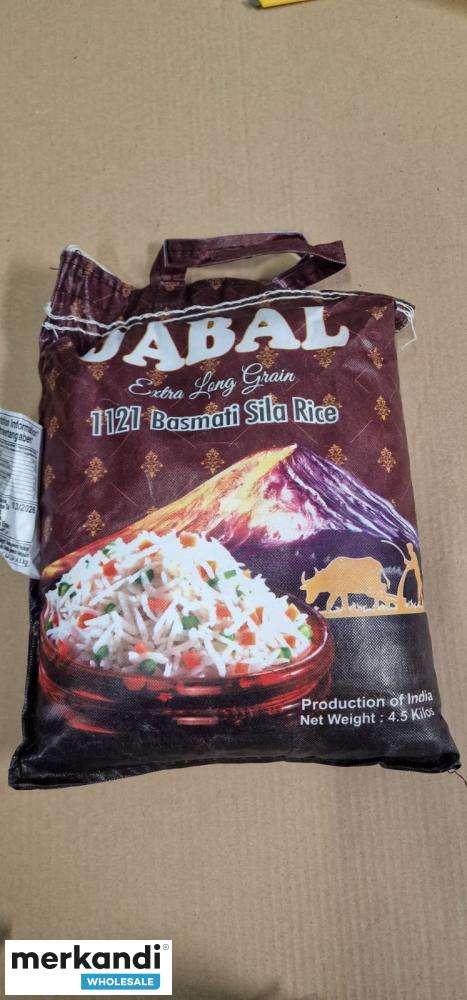 JABAL
Extra Long Grain
1121 Basmati Sila Rice
Production of India
Net Weight : 4.5 Kilos
merkandi
WHOLESALE